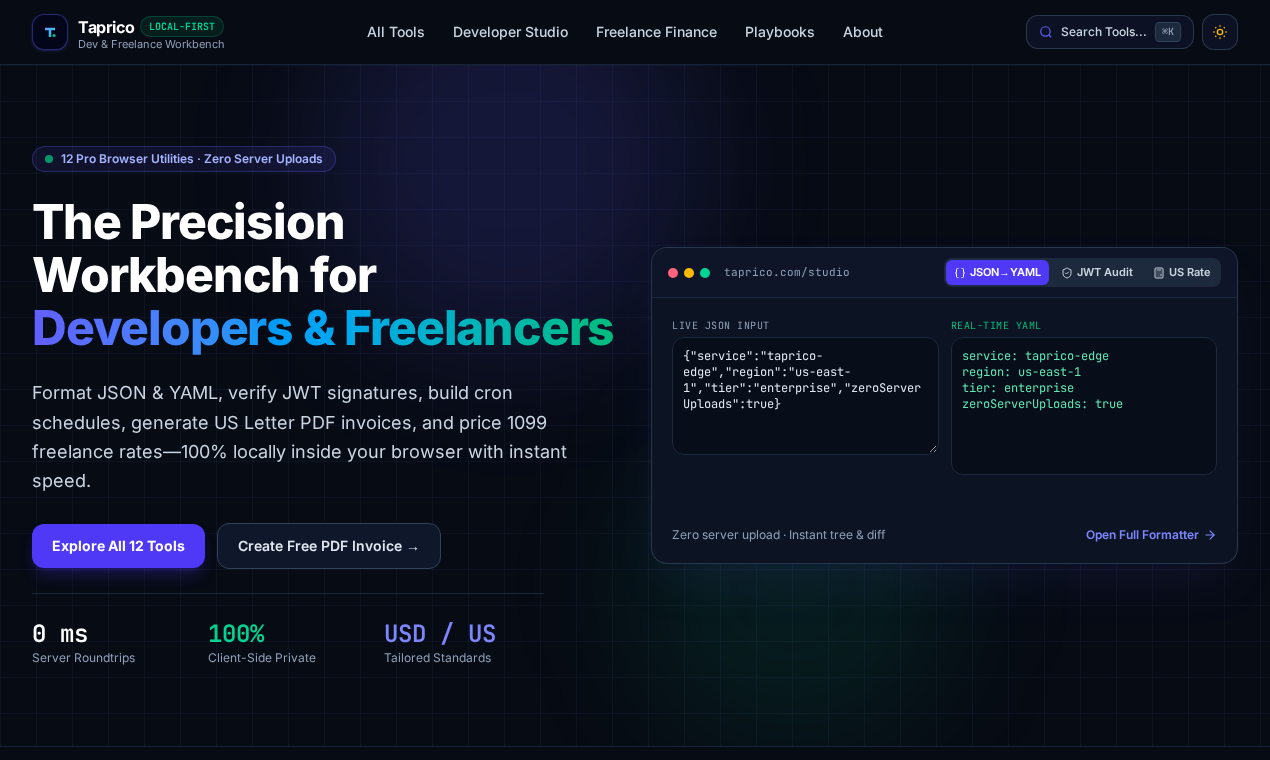 T.
Taprico LOCAL-FIRST
Dev & Freelance Workbench
All Tools Developer Studio Freelance Finance Playbooks About
Search Tools... ⌘K
12 Pro Browser Utilities · Zero Server Uploads
The Precision
Workbench for
Developers & Freelancers
Format JSON & YAML, verify JWT signatures, build cron
schedules, generate US Letter PDF invoices, and price 1099
freelance rates—100% locally inside your browser with instant
speed.
Explore All 12 Tools
Create Free PDF Invoice →
0 ms
Server Roundtrips
100%
Client-Side Private
USD / US
Tailored Standards
taprico.com/studio
{ } JSON↔YAML
JWT Audit
US Rate
LIVE JSON INPUT
{"service":"taprico-
edge","region":"us-east-
1","tier":"enterprise","zeroServer
Uploads":true}
REAL-TIME YAML
service: taprico-edge
region: us-east-1
tier: enterprise
zeroServerUploads: true
Zero server upload · Instant tree & diff
Open Full Formatter →